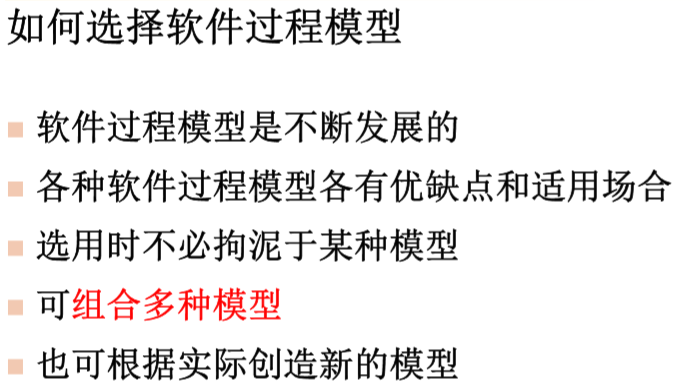 如何选择软件过程模型
软件过程模型是不断发展的
各种软件过程模型各有优缺点和适用场合
选用时不必拘泥于某种模型
可组合多种模型
也可根据实际创造新的模型